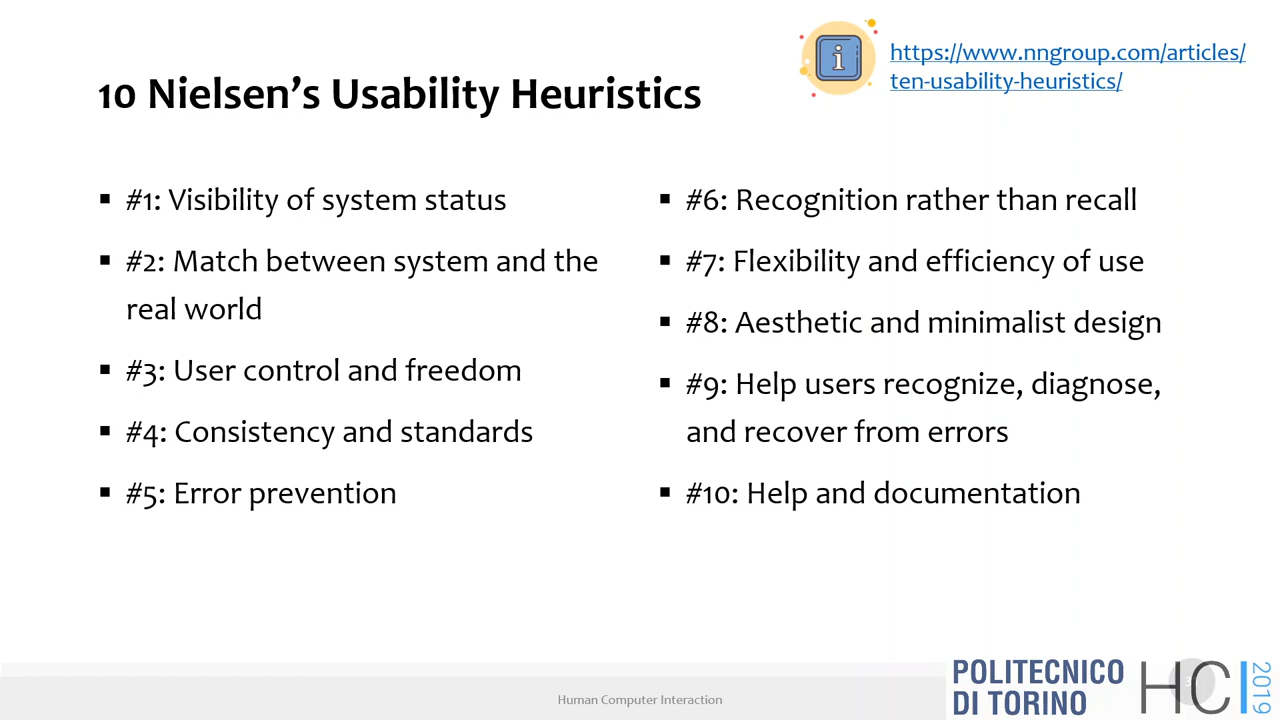 https://www.nngroup.com/articles/
ten-usability-heuristics/
10 Nielsen’s Usability Heuristics
▪ #1: Visibility of system status
▪ #2: Match between system and the
real world
▪ #3: User control and freedom
▪ #4: Consistency and standards
▪ #5: Error prevention
▪ #6: Recognition rather than recall
▪ #7: Flexibility and efficiency of use
▪ #8: Aesthetic and minimalist design
▪ #9: Help users recognize, diagnose,
and recover from errors
▪ #10: Help and documentation
Human Computer Interaction
POLITECNICO
DI TORINO
HCI
2019